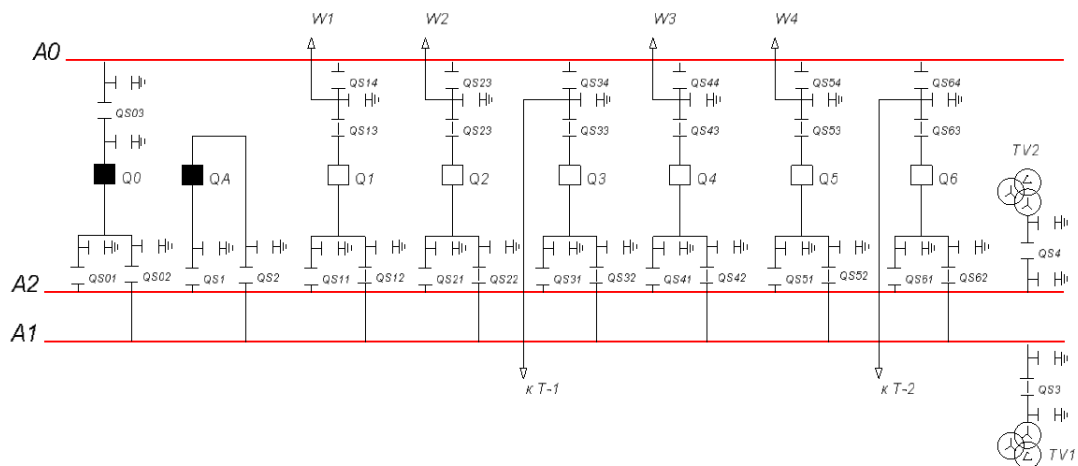 W1 W2 W3 W4
A0
QS14 QS23 QS34 QS44 QS54 QS64
QS03
QS13 QS23 QS33 QS43 QS53 QS63
TV2
Q0 QA Q1 Q2 Q3 Q4 Q5 Q6
QS4
QS01 QS02 QS1 QS2 QS11 QS12 QS21 QS22 QS31 QS32 QS41 QS42 QS51 QS52 QS61 QS62
A2
A1
к Т-1 к Т-2
QS3
TV1